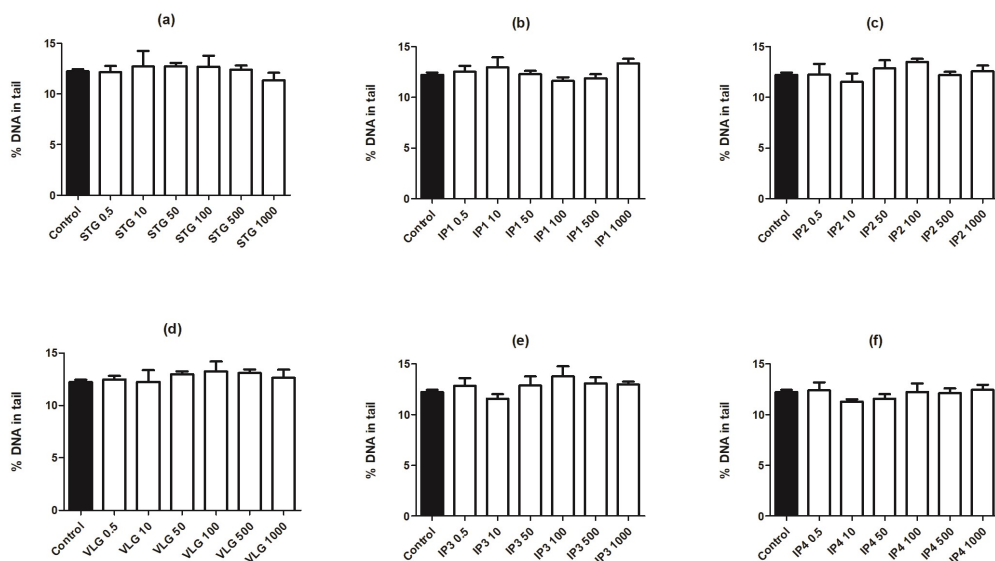 (a)
% DNA in tail
15
10
5
0
Control
STG 0.5
STG 10
STG 50
STG 100
STG 500
STG 1000
(b)
% DNA in tail
15
10
5
0
Control
IP1 0.5
IP1 10
IP1 50
IP1 100
IP1 500
IP1 1000
(c)
% DNA in tail
15
10
5
0
Control
IP2 0.5
IP2 10
IP2 50
IP2 100
IP2 500
IP2 1000
(d)
% DNA in tail
15
10
5
0
Control
VLG 0.5
VLG 10
VLG 50
VLG 100
VLG 500
VLG 1000
(e)
% DNA in tail
15
10
5
0
Control
IP3 0.5
IP3 10
IP3 50
IP3 100
IP3 500
IP3 1000
(f)
% DNA in tail
15
10
5
0
Control
IP4 0.5
IP4 10
IP4 50
IP4 100
IP4 500
IP4 1000